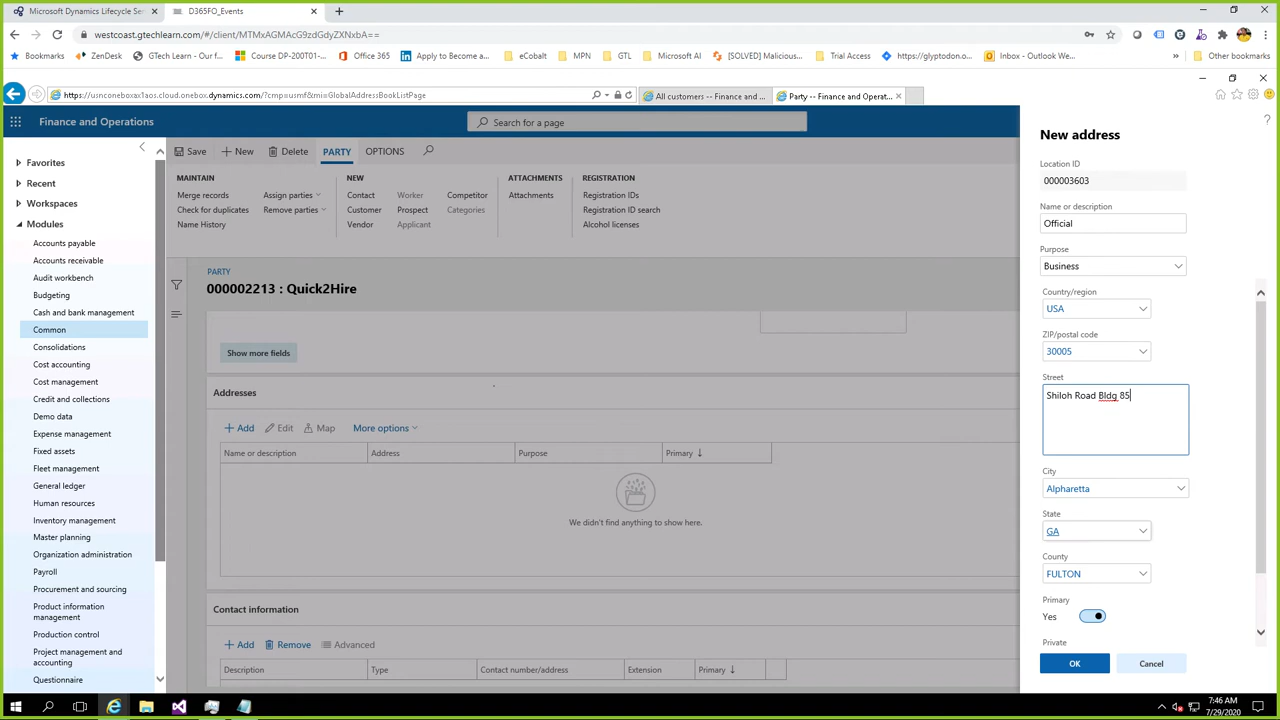 Microsoft Dynamics Lifecycle Ser
D365FO_Events
westcoast.gtechlearn.com/#/client/MTMxAGMAcG9zdGdyZXNxbA==
Bookmarks
ZenDesk
GTech Learn - Our f...
Course DP-200T01-...
Office 365
Apply to Become a...
eCobalt
MPN
GTL
Microsoft AI
[SOLVED] Malicious...
Trial Access
https://glyptodon.o...
Inbox - Outlook We...
»
Other bookmarks
https://usnconeboxax1aos.cloud.onebox.dynamics.com/?cmp=usmf&mi=GlobalAddressBookListPage
All customers -- Finance and ...
Party -- Finance and Operat...
Finance and Operations
Search for a page
Save
New
Delete
PARTY
OPTIONS
MAINTAIN
Merge records
Check for duplicates
Name History
Assign parties
Remove parties
NEW
Contact
Customer
Vendor
Worker
Prospect
Applicant
Competitor
Categories
ATTACHMENTS
Attachments
REGISTRATION
Registration IDs
Registration ID search
Alcohol licenses
Favorites
Recent
Workspaces
Modules
Accounts payable
Accounts receivable
Audit workbench
Budgeting
Cash and bank management
Common
Consolidations
Cost accounting
Cost management
Credit and collections
Demo data
Expense management
Fixed assets
Fleet management
General ledger
Human resources
Inventory management
Master planning
Organization administration
Payroll
Procurement and sourcing
Product information
management
Production control
Project management and
accounting
Questionnaire
PARTY
000002213 : Quick2Hire
Show more fields
Addresses
Add
Edit
Map
More options
Name or description
Address
Purpose
Primary ↓
We didn't find anything to show here.
Contact information
Add
Remove
Advanced
Description
Type
Contact number/address
Extension
Primary ↓
?
New address
Location ID
000003603
Name or description
Official
Purpose
Business
Country/region
USA
ZIP/postal code
30005
Street
Shiloh Road Bldg 85
City
Alpharetta
State
GA
County
FULTON
Primary
Yes
Private
OK
Cancel
7:46 AM
7/29/2020